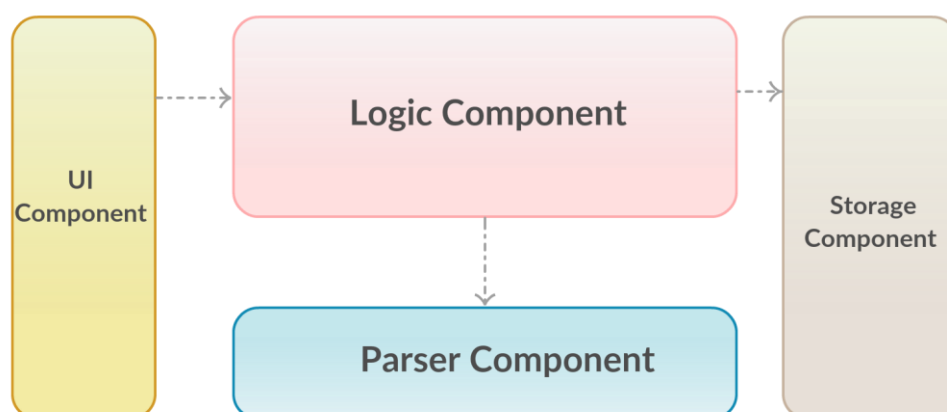 UI
Component
Logic Component
Parser Component
Storage
Component